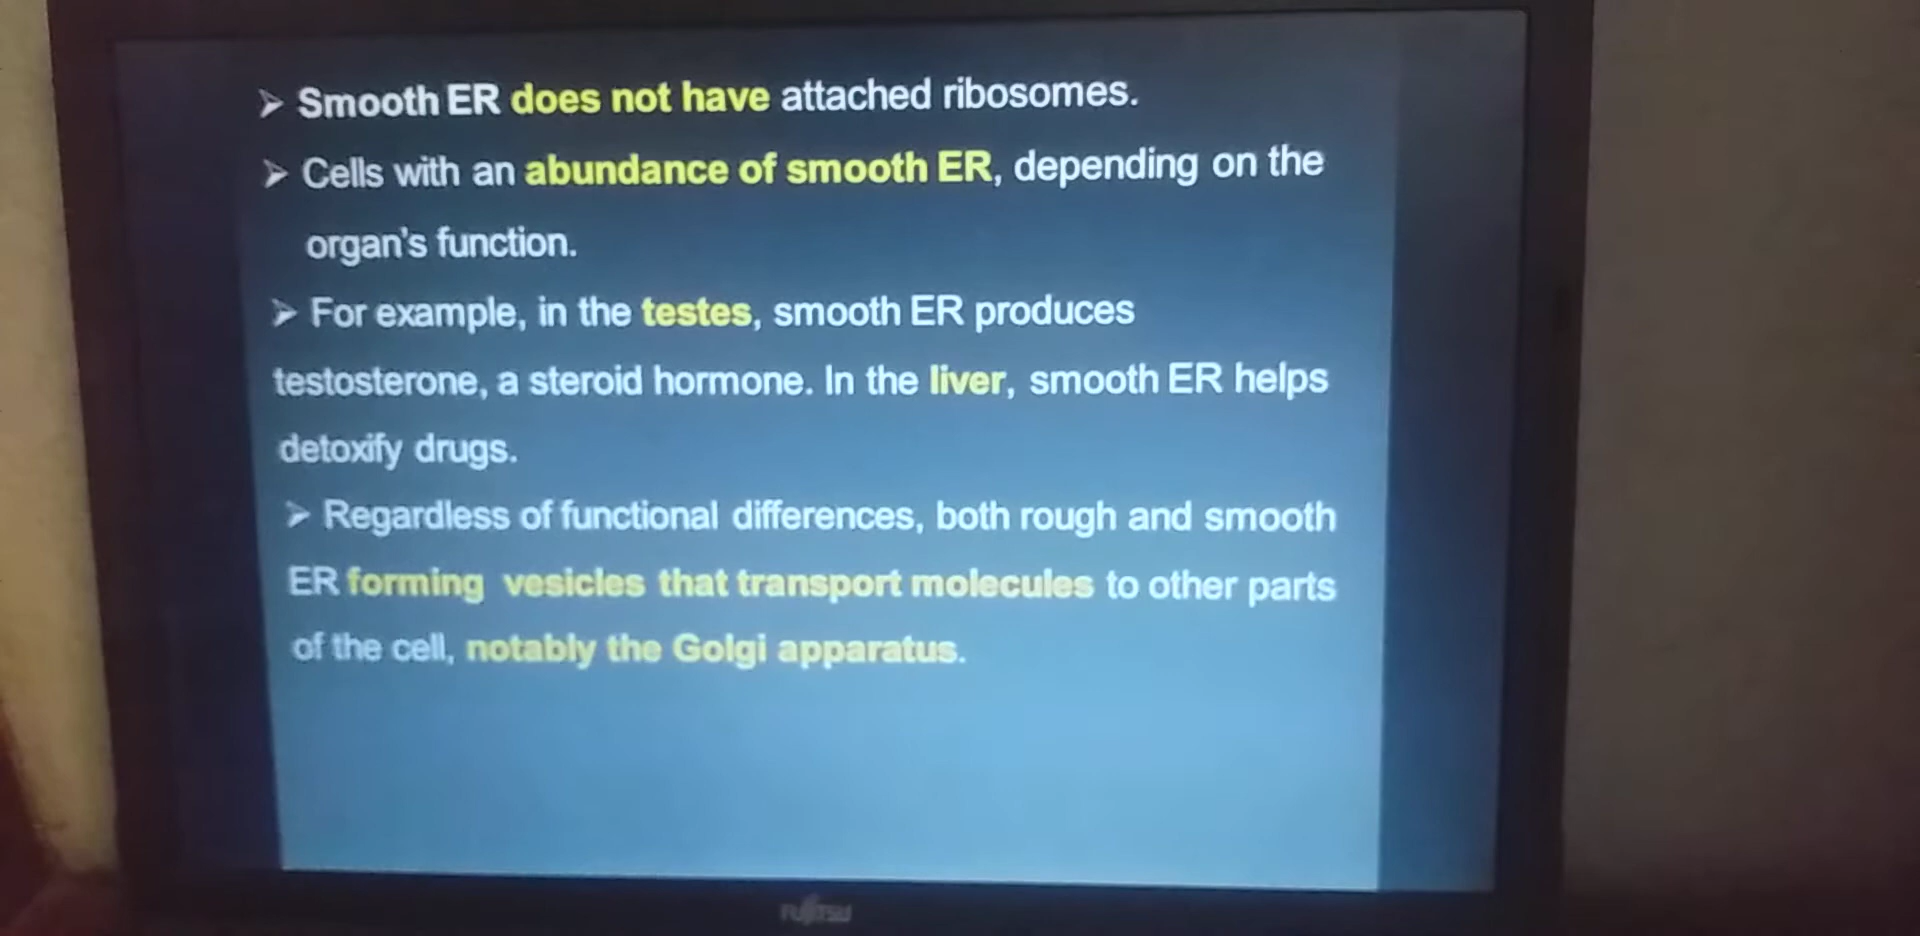 ➢ Smooth ER does not have attached ribosomes.
➢ Cells with an abundance of smooth ER, depending on the
organ's function.
➢ For example, in the testes, smooth ER produces
testosterone, a steroid hormone. In the liver, smooth ER helps
detoxify drugs.
➢ Regardless of functional differences, both rough and smooth
ER forming vesicles that transport molecules to other parts
of the cell, notably the Golgi apparatus.
FUJITSU